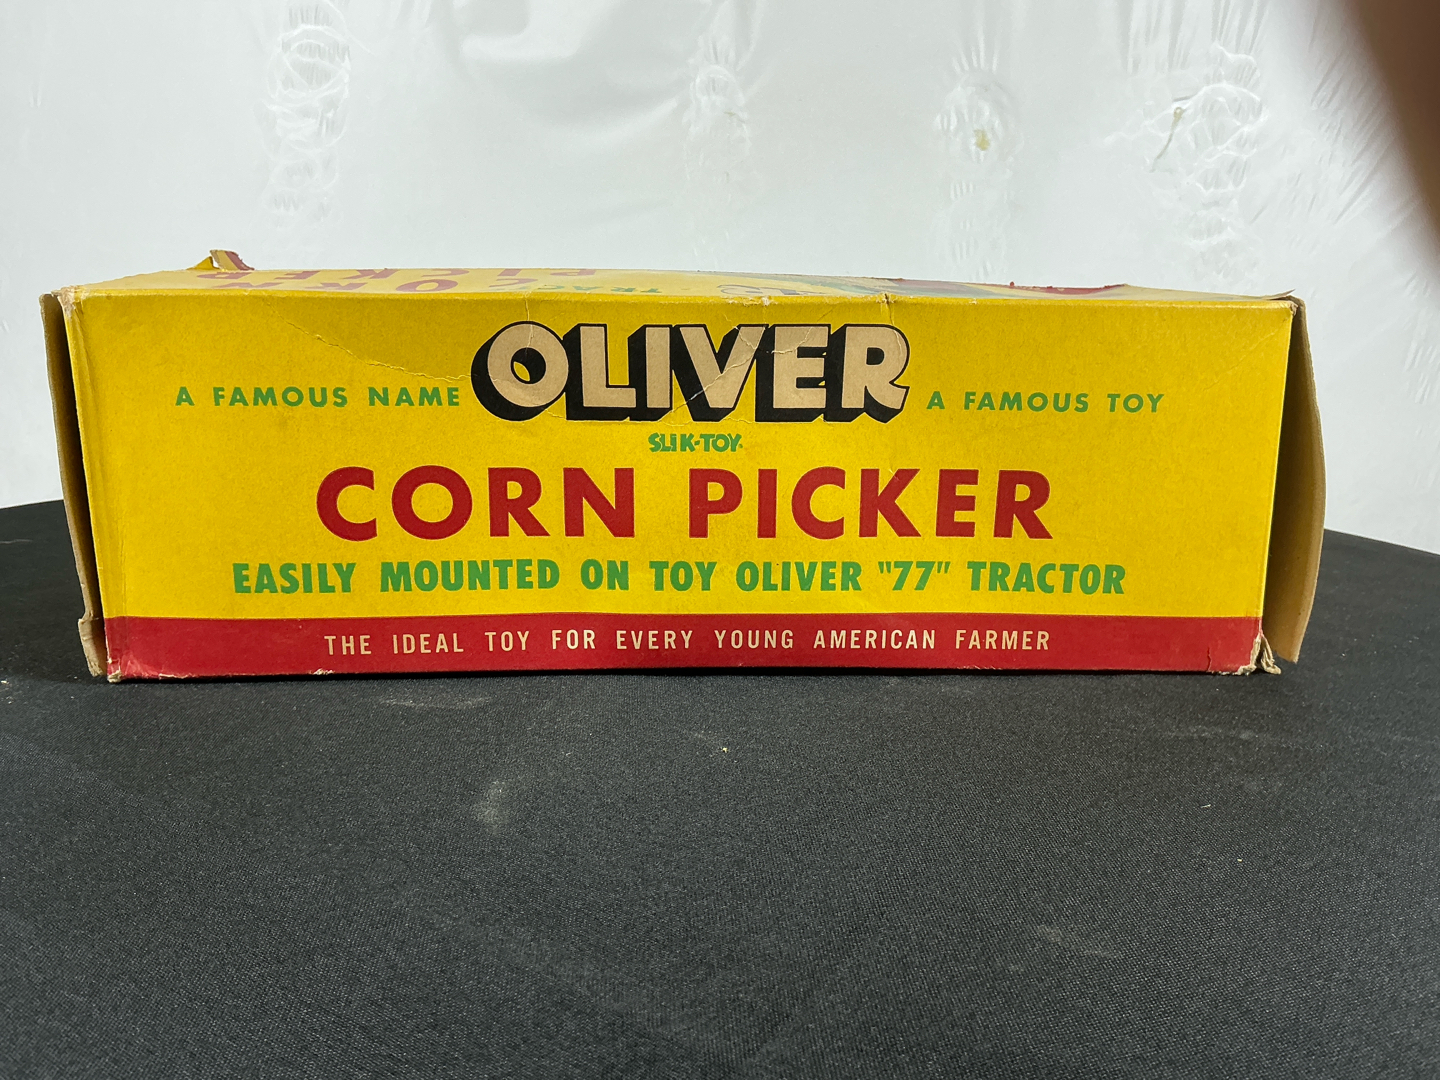 A FAMOUS NAME OLIVER A FAMOUS TOY
SLIK-TOY
CORN PICKER
EASILY MOUNTED ON TOY OLIVER "77" TRACTOR
THE IDEAL TOY FOR EVERY YOUNG AMERICAN FARMER